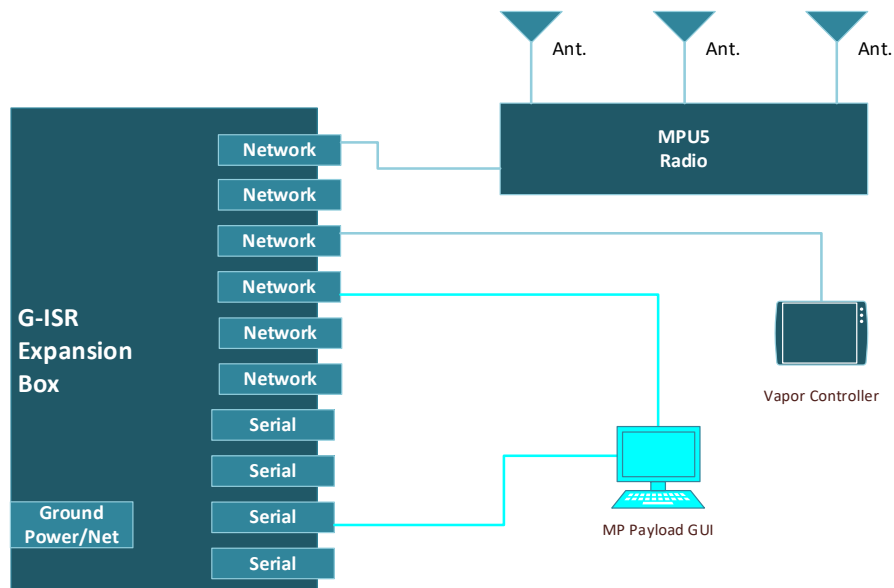 Ant.
Ant.
Ant.
MPU5
Radio
Network
Network
Network
Network
Network
Network
Serial
Serial
Serial
Serial
G-ISR
Expansion
Box
Ground
Power/Net
Vapor Controller
MP Payload GUI